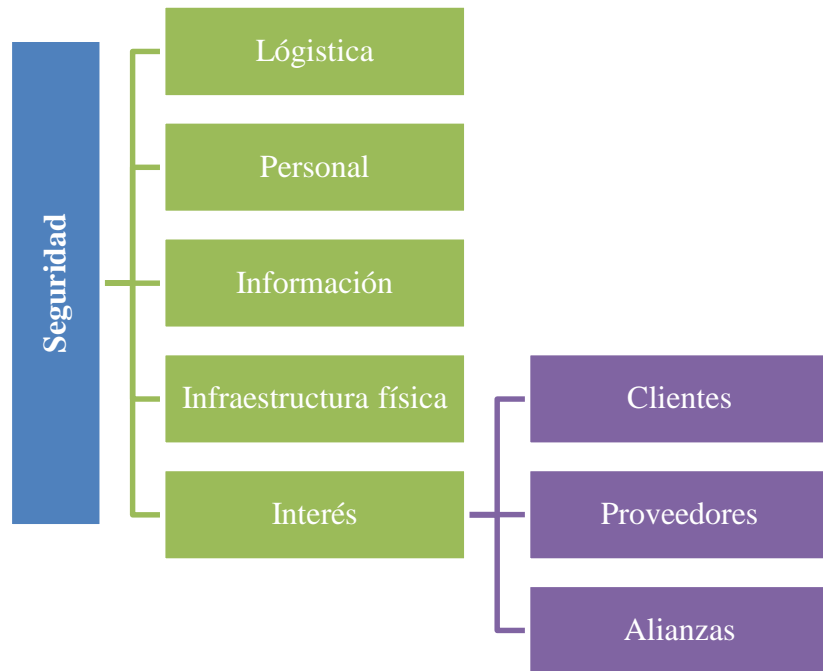 Seguridad
Lógistica
Personal
Información
Infraestructura física
Interés
Clientes
Proveedores
Alianzas